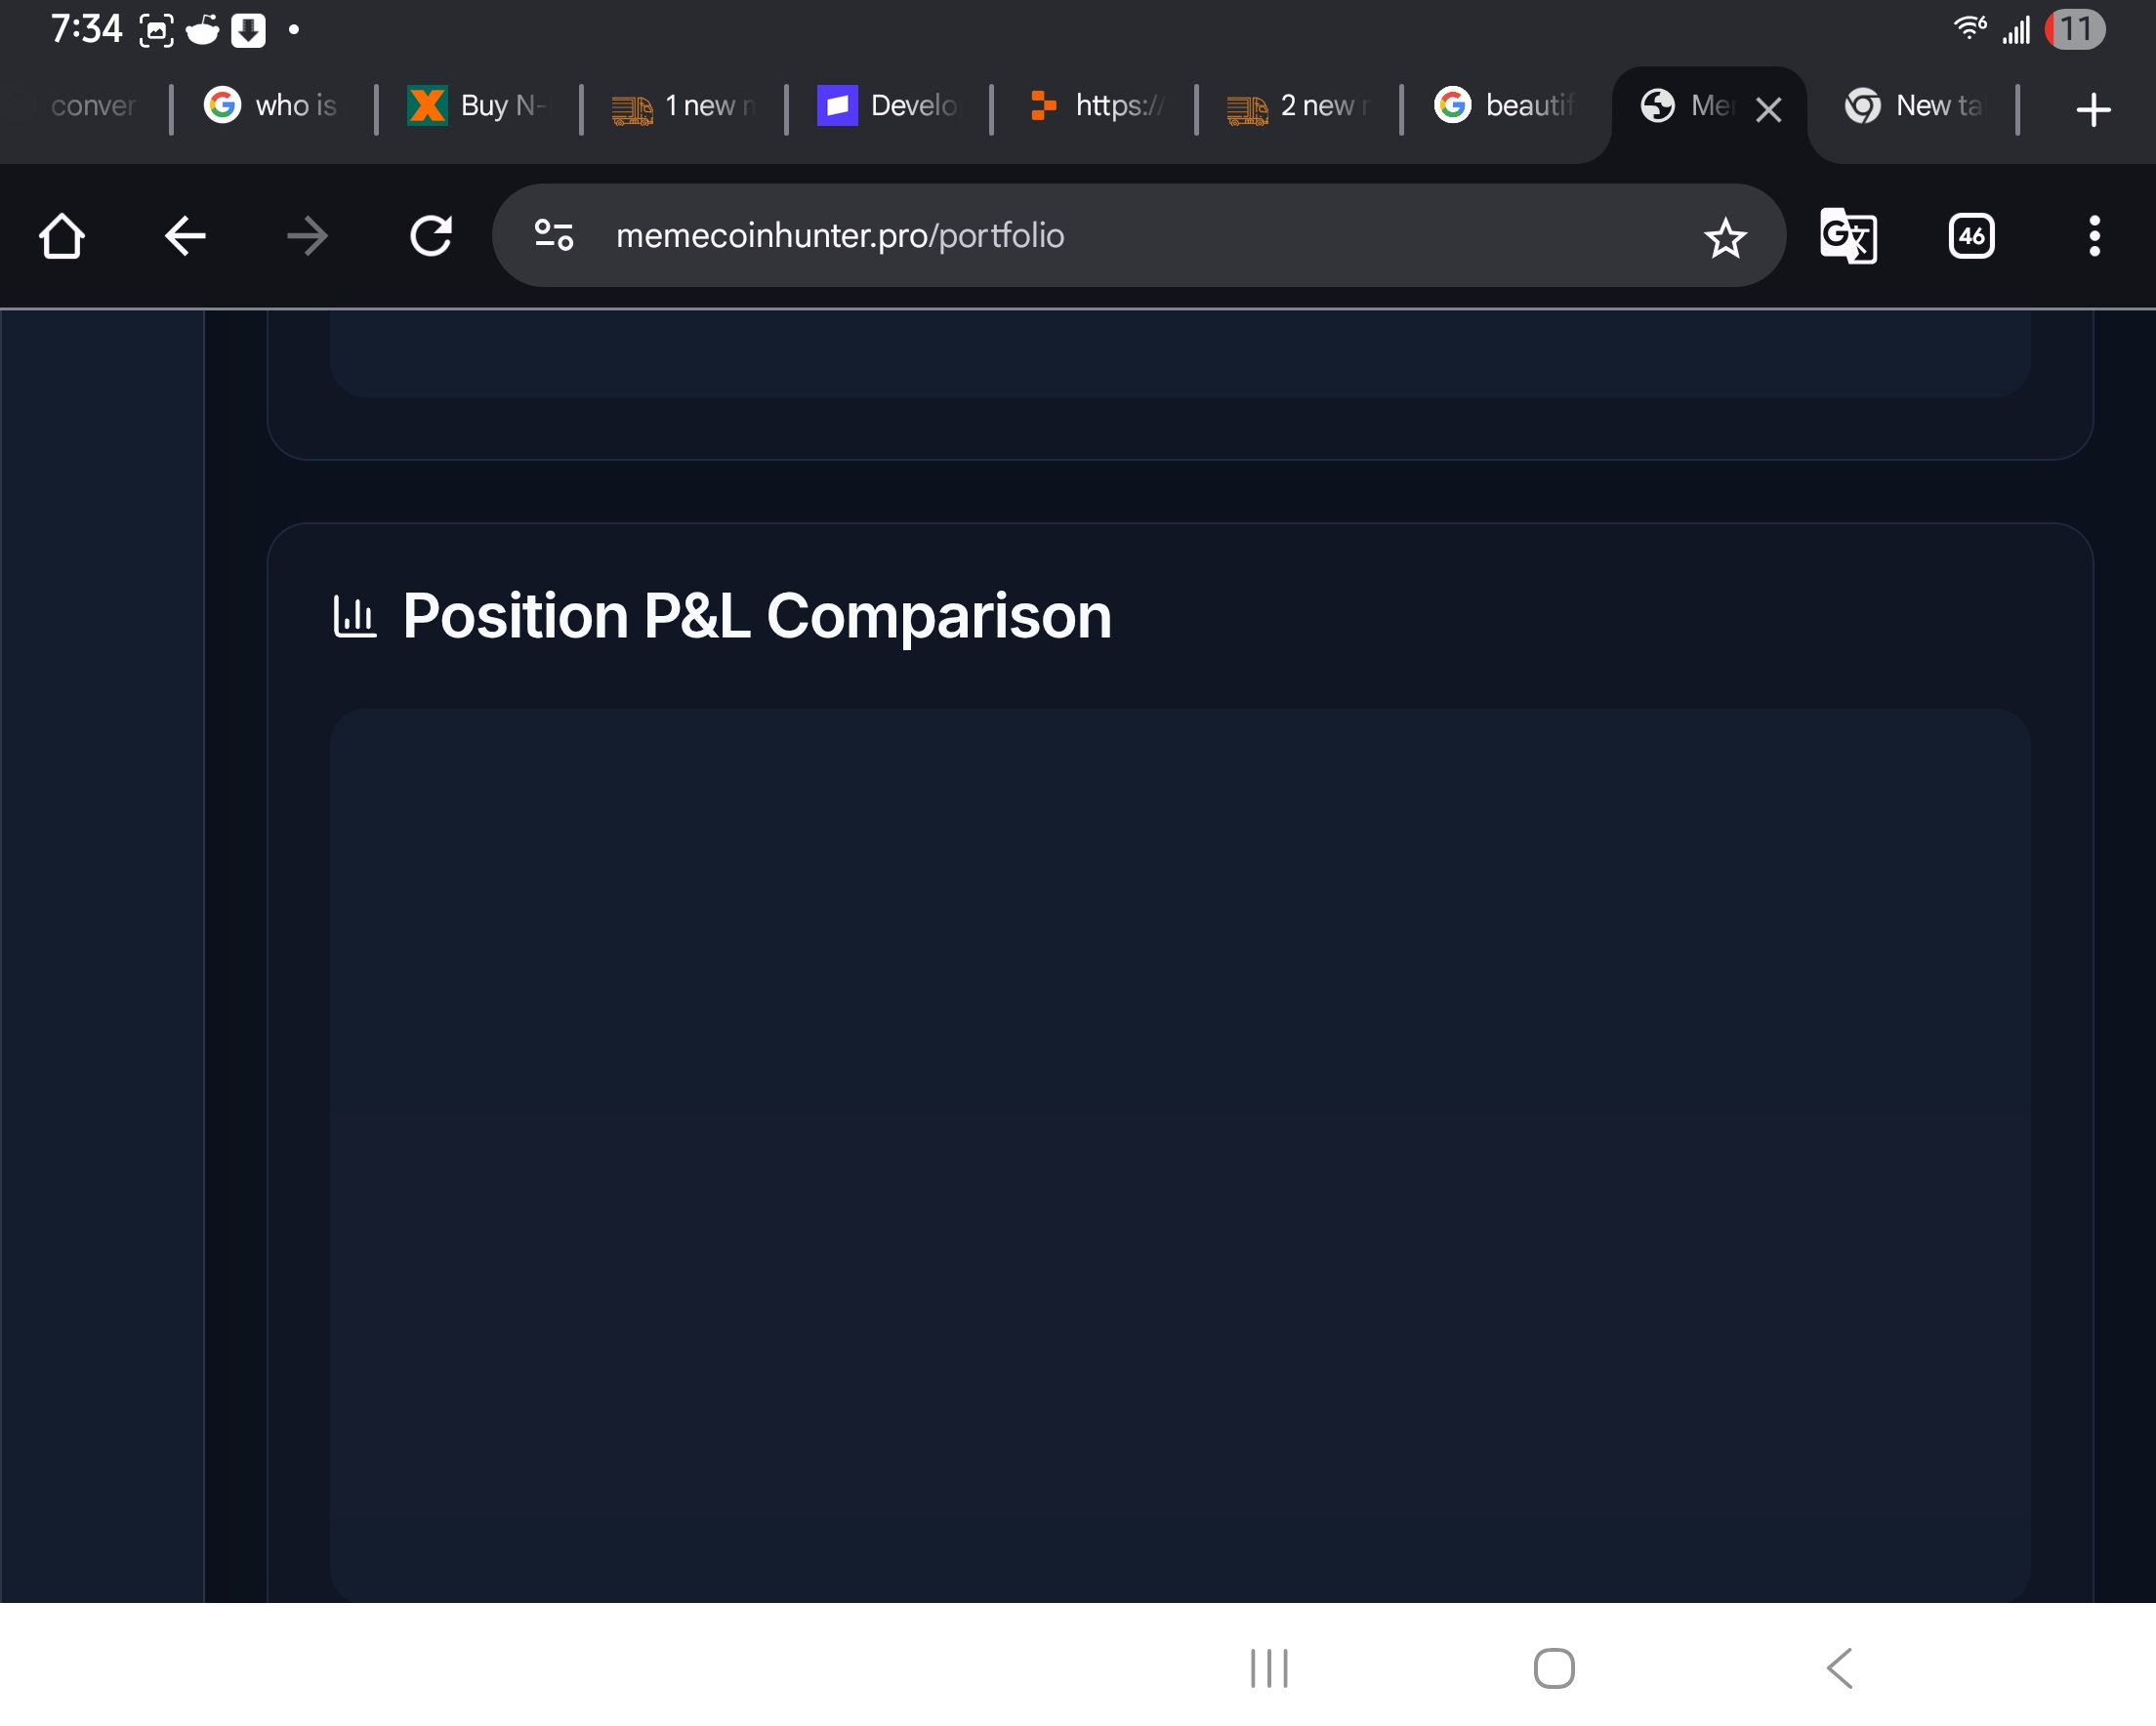 7:34
11
conver
who is
Buy N-
1 new
Develo
https://
2 new
beautif
Me
New ta
memecoinhunter.pro/portfolio
46
Position P&L Comparison